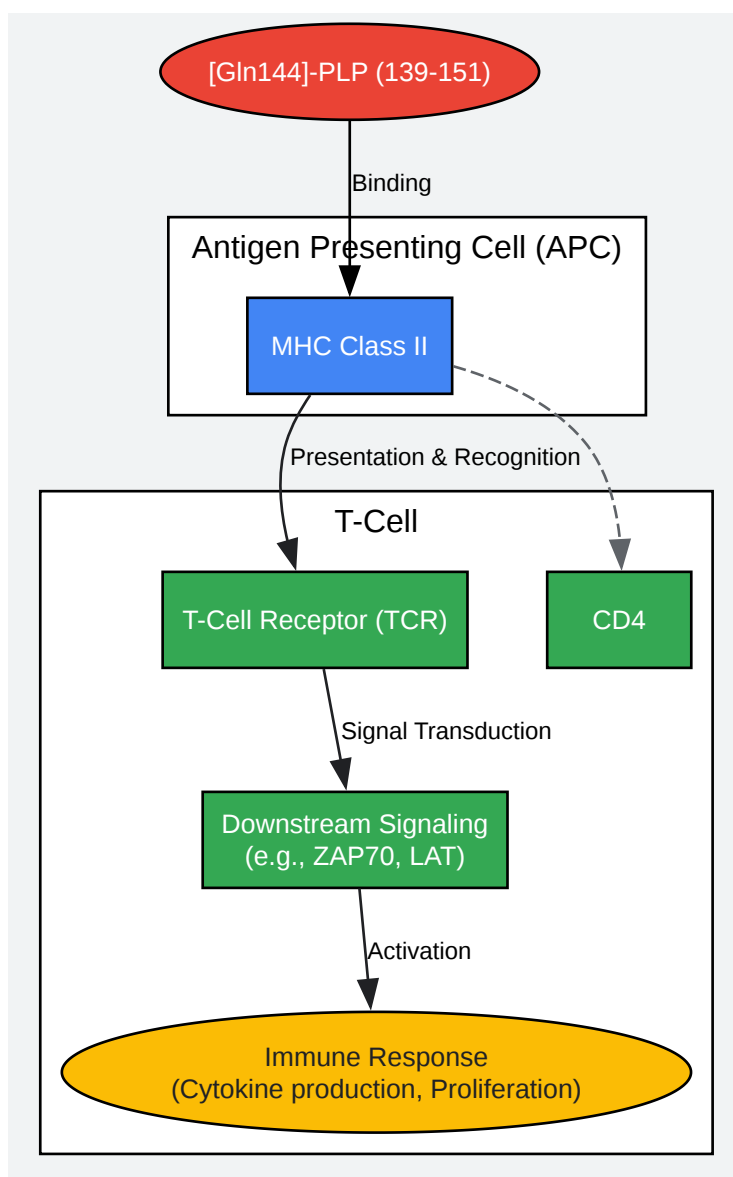 [Gln144]-PLP (139-151)
Binding
Antigen Presenting Cell (APC)
MHC Class II
Presentation & Recognition
T-Cell
T-Cell Receptor (TCR)
CD4
Signal Transduction
Downstream Signaling
(e.g., ZAP70, LAT)
Activation
Immune Response
(Cytokine production, Proliferation)